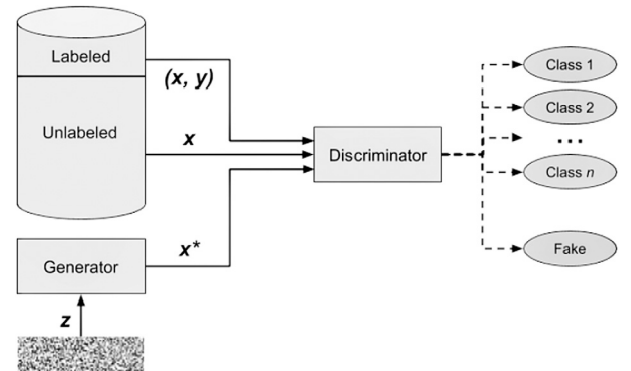 Labeled
(x, y)
Unlabeled
x
Generator
x*
z
Discriminator
Class 1
Class 2
...
Class n
Fake